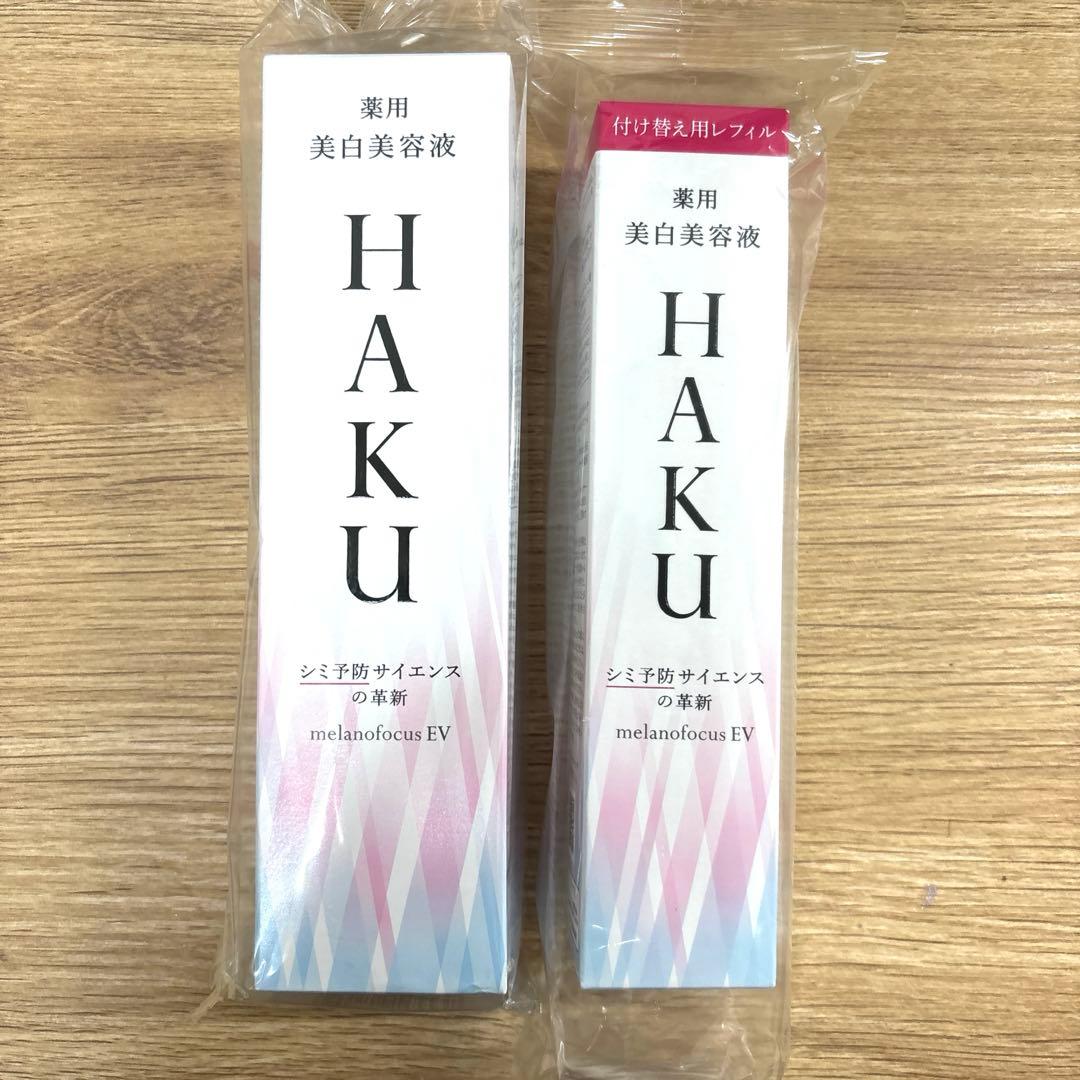 薬用
美白美容液
HAKU
シミ予防サイエンス
の革新
melanofocus EV
付け替え用レフィル
薬用
美白美容液
HAKU
シミ予防サイエンス
の革新
melanofocus EV